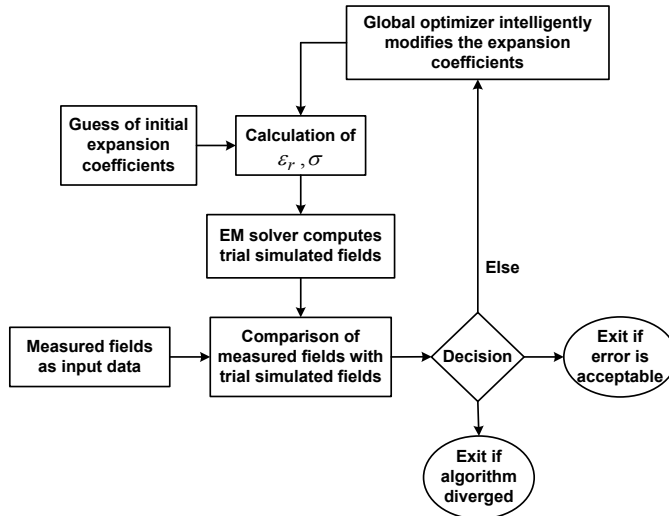 Global optimizer intelligently
modifies the expansion
coefficients
Guess of initial
expansion
coefficients
Calculation of
εr , σ
EM solver computes
trial simulated fields
Else
Measured fields
as input data
Comparison of
measured fields with
trial simulated fields
Decision
Exit if
error is
acceptable
Exit if
algorithm
diverged